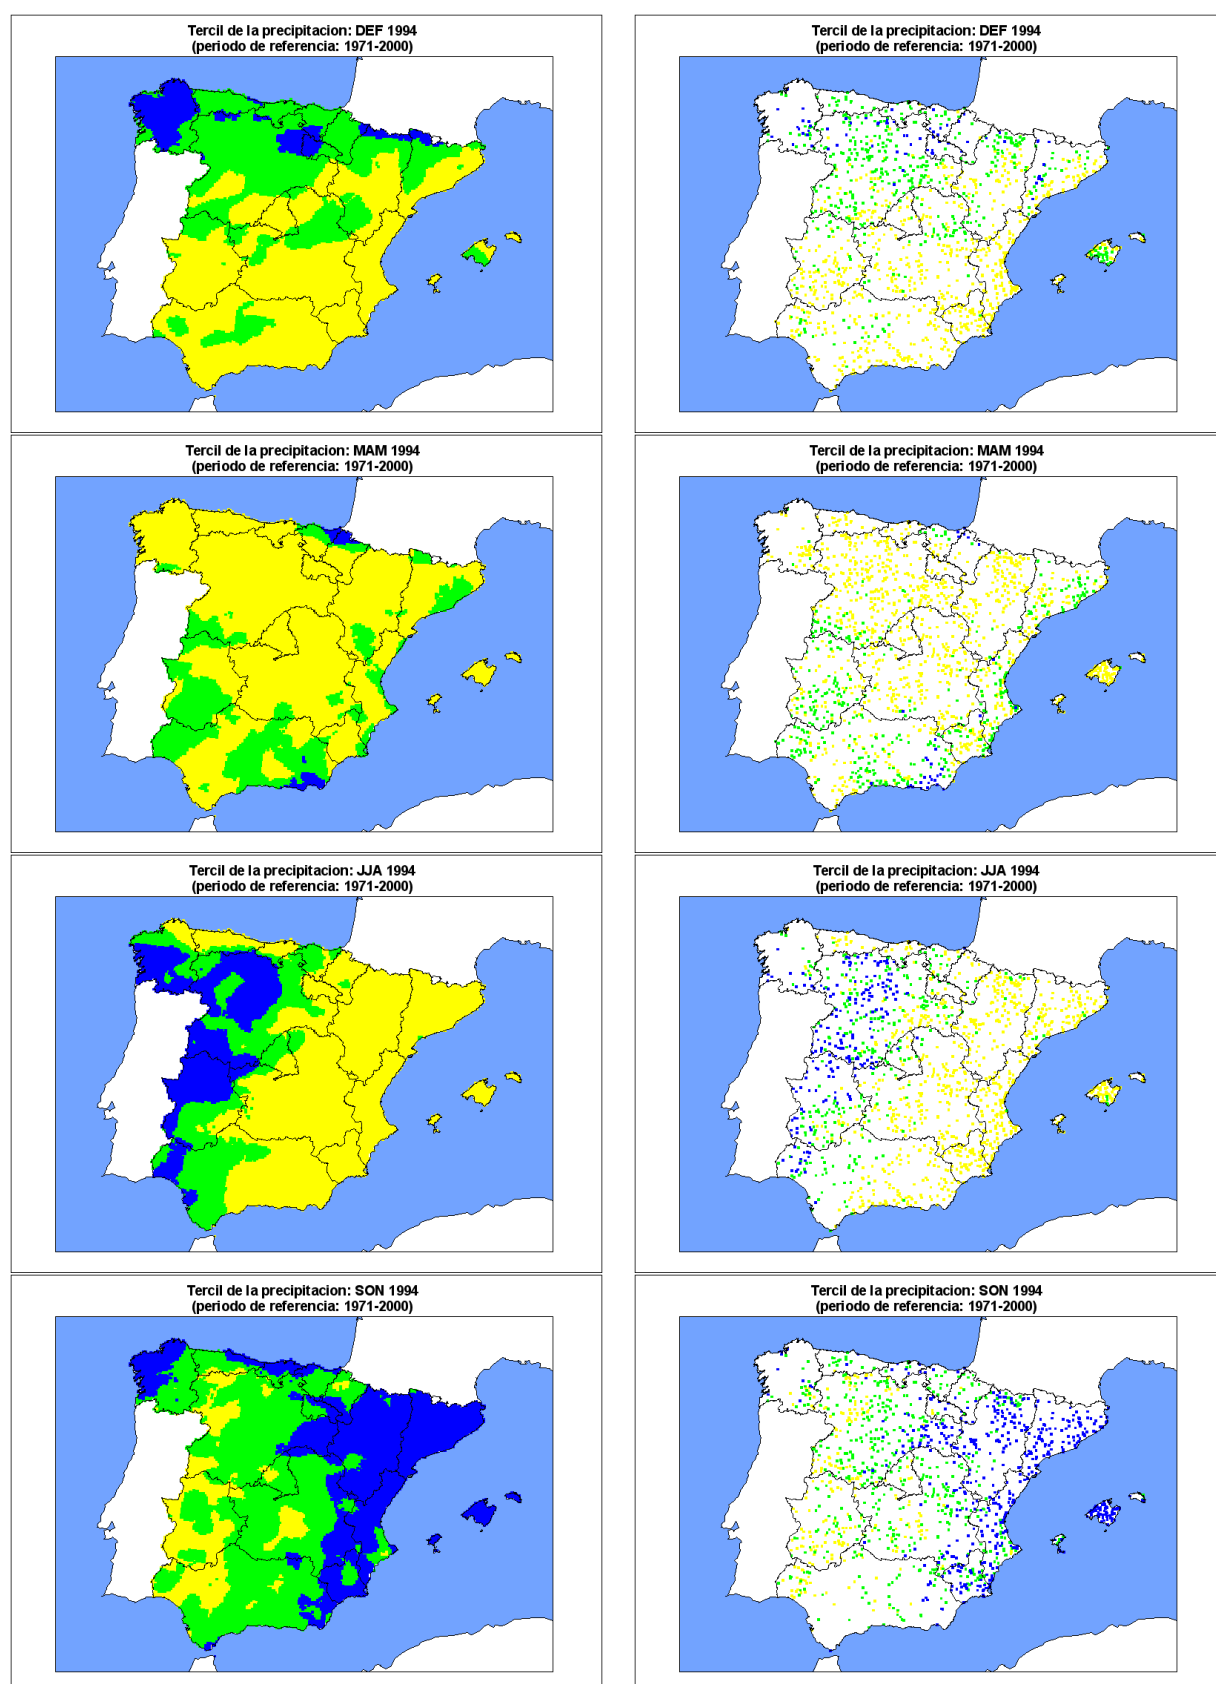 Tercil de la precipitacion: DEF 1994
(periodo de referencia: 1971-2000)
Tercil de la precipitacion: DEF 1994
(periodo de referencia: 1971-2000)
Tercil de la precipitacion: MAM 1994
(periodo de referencia: 1971-2000)
Tercil de la precipitacion: MAM 1994
(periodo de referencia: 1971-2000)
Tercil de la precipitacion: JJA 1994
(periodo de referencia: 1971-2000)
Tercil de la precipitacion: JJA 1994
(periodo de referencia: 1971-2000)
Tercil de la precipitacion: SON 1994
(periodo de referencia: 1971-2000)
Tercil de la precipitacion: SON 1994
(periodo de referencia: 1971-2000)